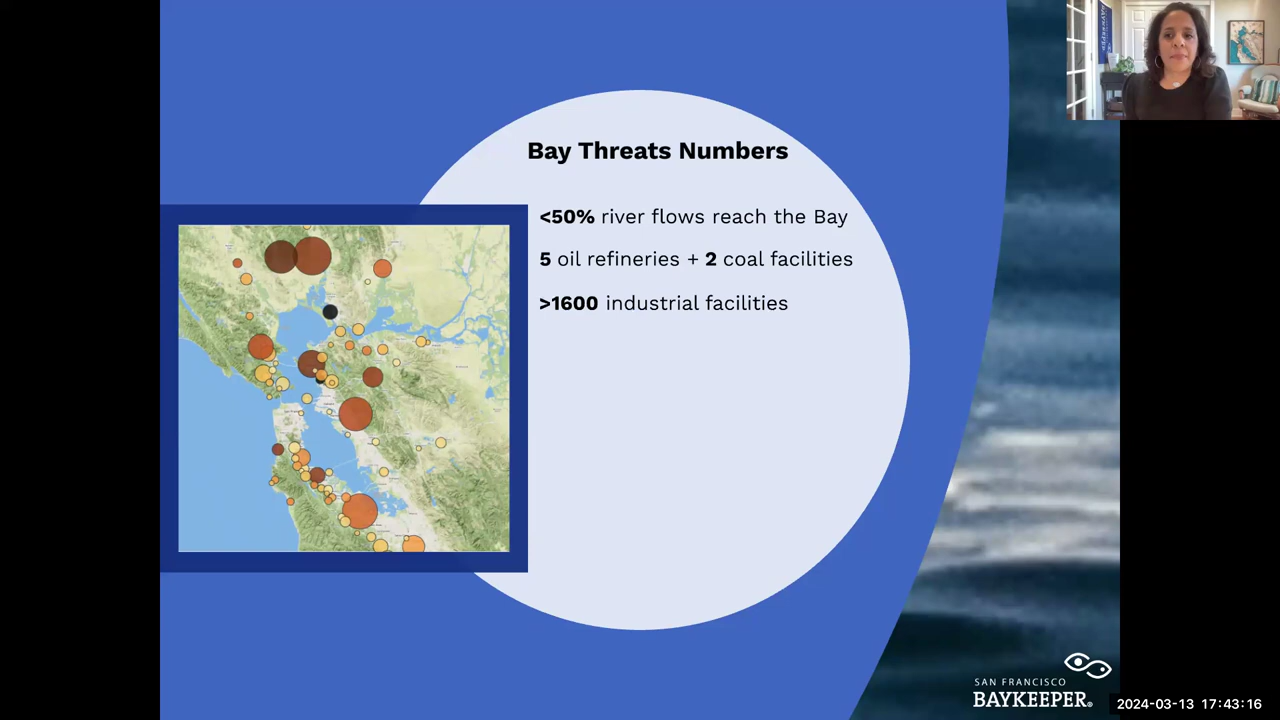 Bay Threats Numbers
<50% river flows reach the Bay
5 oil refineries + 2 coal facilities
>1600 industrial facilities
SAN FRANCISCO
BAYKEEPER®
2024-03-13 17:43:16